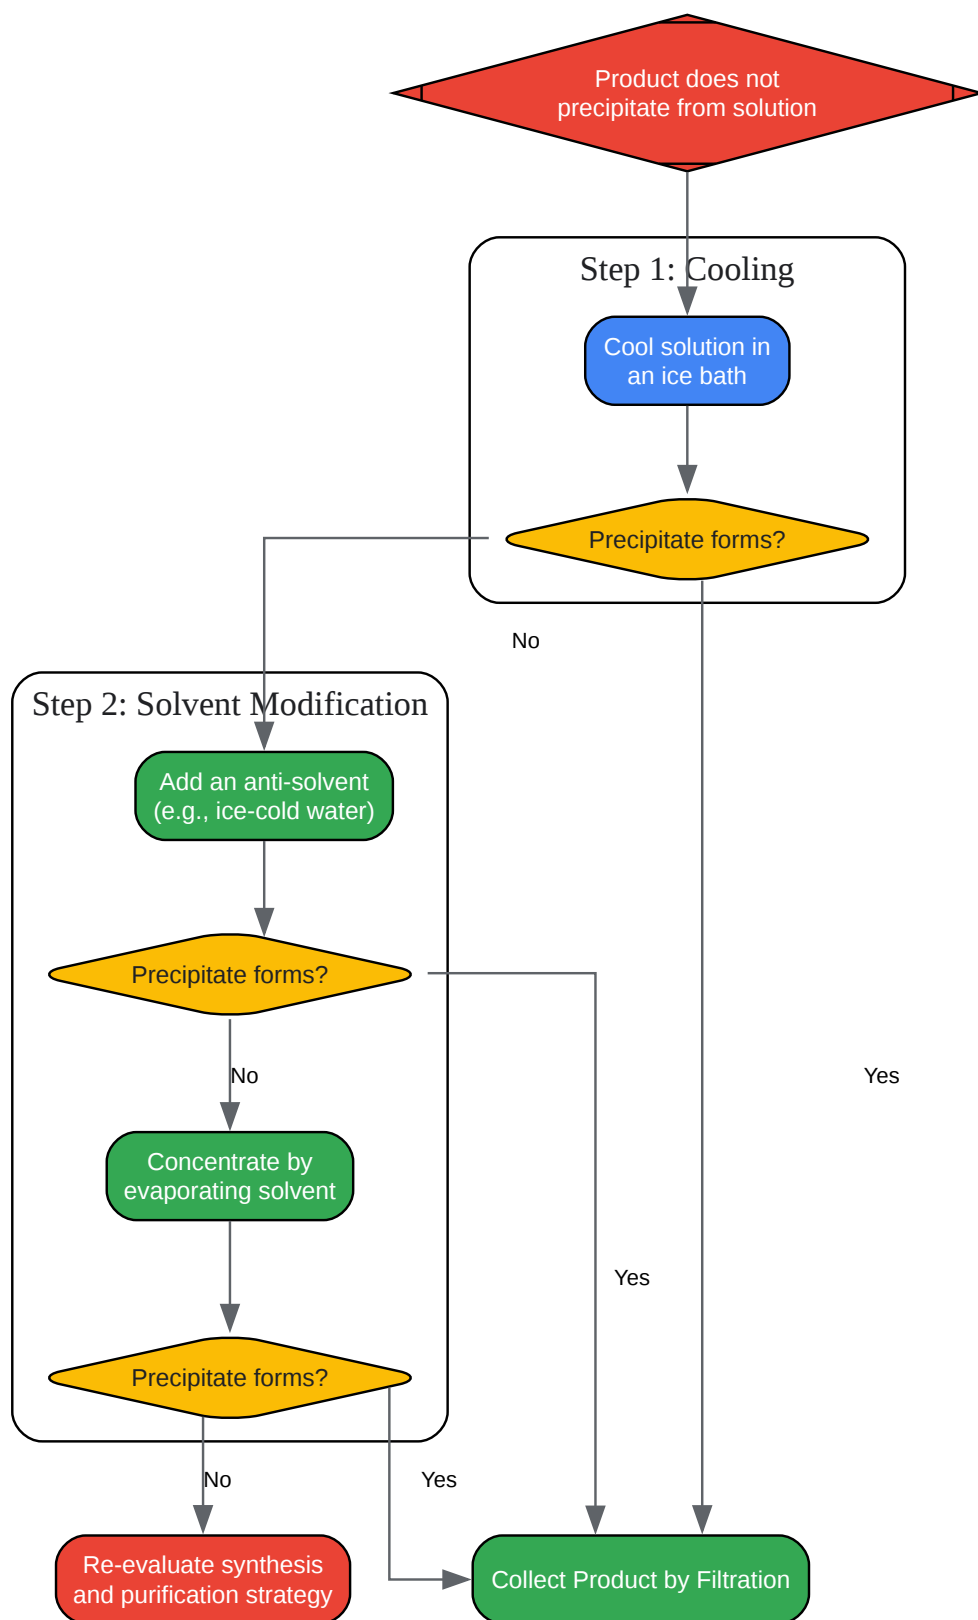 Product does not
precipitate from solution
Step 1: Cooling
Cool solution in
an ice bath
Precipitate forms?
No
Step 2: Solvent Modification
Add an anti-solvent
(e.g., ice-cold water)
Precipitate forms?
No
Yes
Concentrate by
evaporating solvent
Yes
Precipitate forms?
No
Yes
Re-evaluate synthesis
and purification strategy
Collect Product by Filtration